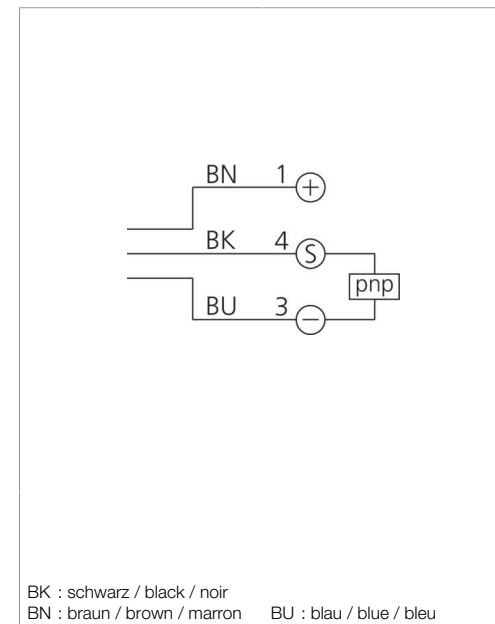 BN 1 +
BK 4 S
pnp
BU 3 −
BK : schwarz / black / noir
BN : braun / brown / marron BU : blau / blue / bleu